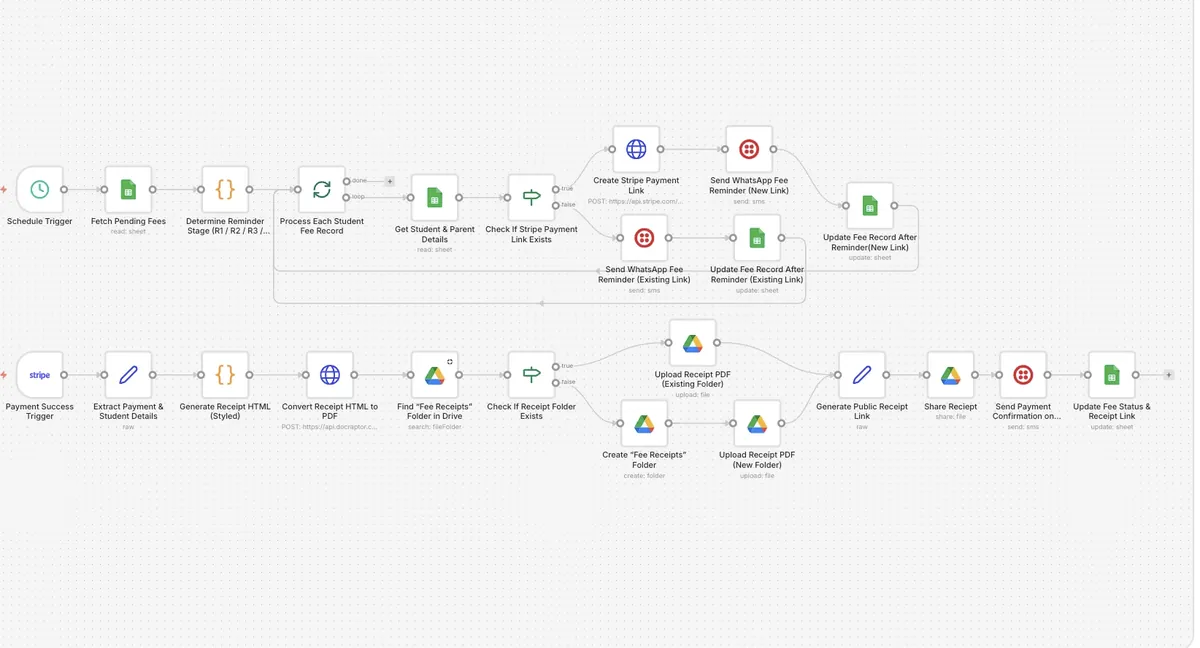 true
Create Stripe Payment
Link
POST: https://api.stripe.com/...
Send WhatsApp Fee
Reminder (New Link)
send: sms
false
done
+
loop
Schedule Trigger
Fetch Pending Fees
read: sheet
Determine Reminder
Stage (R1 / R2 / R3 /...
Process Each Student
Fee Record
Get Student & Parent
Details
read: sheet
Check If Stripe Payment
Link Exists
Update Fee Record After
Reminder(New Link)
update: sheet
Send WhatsApp Fee
Reminder (Existing Link)
send: sms
Update Fee Record After
Reminder (Existing Link)
update: sheet
stripe
Payment Success
Trigger
Extract Payment &
Student Details
raw
{}
Generate Receipt HTML
(Styled)
Convert Receipt HTML to
PDF
POST: https://api.docraptor.c...
Find “Fee Receipts”
Folder in Drive
search: fileFolder
true
false
Check If Receipt Folder
Exists
Upload Receipt PDF
(Existing Folder)
upload: file
Create “Fee Receipts”
Folder
create: folder
Upload Receipt PDF
(New Folder)
upload: file
Generate Public Receipt
Link
raw
Share Reciept
share: file
Send Payment
Confirmation on...
send: sms
Update Fee Status &
Receipt Link
update: sheet
+